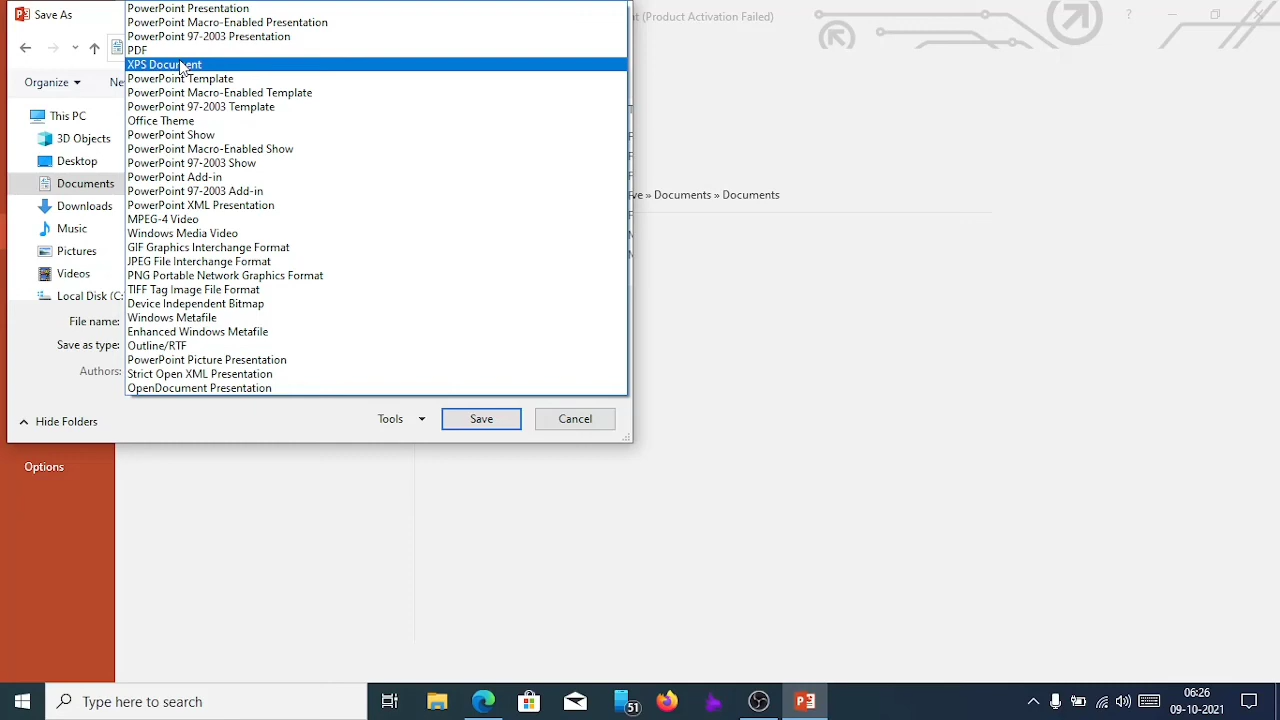 Save As
PowerPoint Presentation
PowerPoint Macro-Enabled Presentation
PowerPoint 97-2003 Presentation
PDF
XPS Document
PowerPoint Template
PowerPoint Macro-Enabled Template
PowerPoint 97-2003 Template
Office Theme
PowerPoint Show
PowerPoint Macro-Enabled Show
PowerPoint 97-2003 Show
PowerPoint Add-in
PowerPoint 97-2003 Add-in
PowerPoint XML Presentation
MPEG-4 Video
Windows Media Video
GIF Graphics Interchange Format
JPEG File Interchange Format
PNG Portable Network Graphics Format
TIFF Tag Image File Format
Device Independent Bitmap
Windows Metafile
Enhanced Windows Metafile
Outline/RTF
PowerPoint Picture Presentation
Strict Open XML Presentation
OpenDocument Presentation
(Product Activation Failed)
?
» Documents » Documents
Organize
This PC
3D Objects
Desktop
Documents
Downloads
Music
Pictures
Videos
Local Disk (C:
File name:
Save as type:
Authors:
Hide Folders
Tools
Save
Cancel
Options
Type here to search
51
06:26
09-10-2021